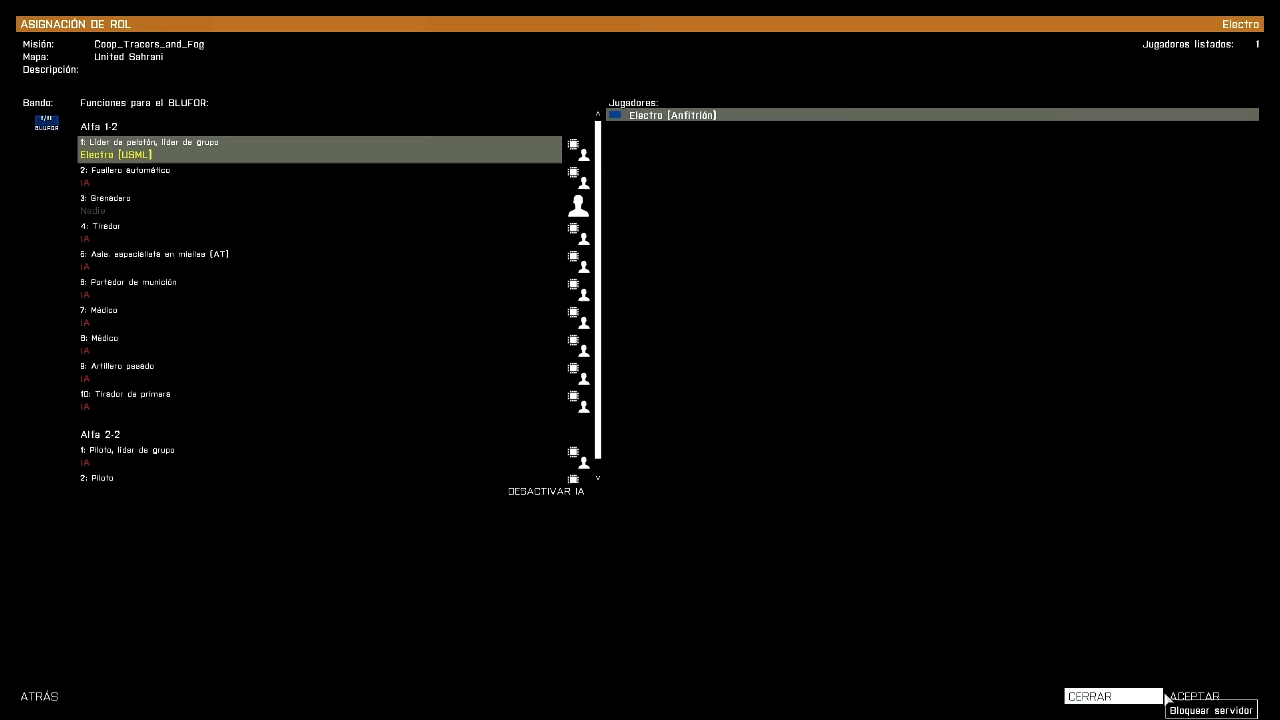 ASIGNACIÓN DE ROL
Electro
Misión: Coop_Tracers_and_Fog
Jugadores listados: 1
Mapa: United Sahrani
Descripción:
Bando:
Funciones para el BLUFOR:
Jugadores:
BLUFOR
Electro (Anfitrión)
Alfa 1-2
1: Líder de pelotón, líder de grupo
Electro [USML]
2: Fusilero automático
IA
3: Granadero
Nadie
4: Tirador
IA
5: Asis. especialista en misiles (AT)
IA
6: Portador de munición
IA
7: Médico
IA
8: Médico
IA
9: Artillero pesado
IA
10: Tirador de primera
IA
Alfa 2-2
1: Piloto, líder de grupo
IA
2: Piloto
DESACTIVAR IA
ATRÁS
CERRAR
ACEPTAR
Bloquear servidor